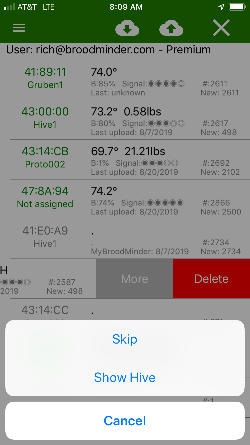 AT&T LTE 8:09 AM
User: rich@broodminder.com - Premium
41:89:11 74.0°
Gruben1 B:85% Signal: #:2611
Last: unknown New: 2611
43:00:00 73.2° 0.58lbs
Hive1 B:80% Signal: #:2017
Last upload: 8/7/2019 New: 498
43:14:CB 69.7° 21.21lbs
Proto002 B:1% Signal: #:2692
Last upload: 8/20/2019 New: 2102
47:8A:94 74.2°
Not assigned B:74% Signal: #:2866
Last upload: 8/20/2019 New: 2500
41:E0:A9 .
Hive1 #:2734
MyBroodMinder: 8/7/2019 New: 2734
H
#:2587 More Delete
2019 New: 498
43:14:CC .
Skip
Show Hive
Cancel